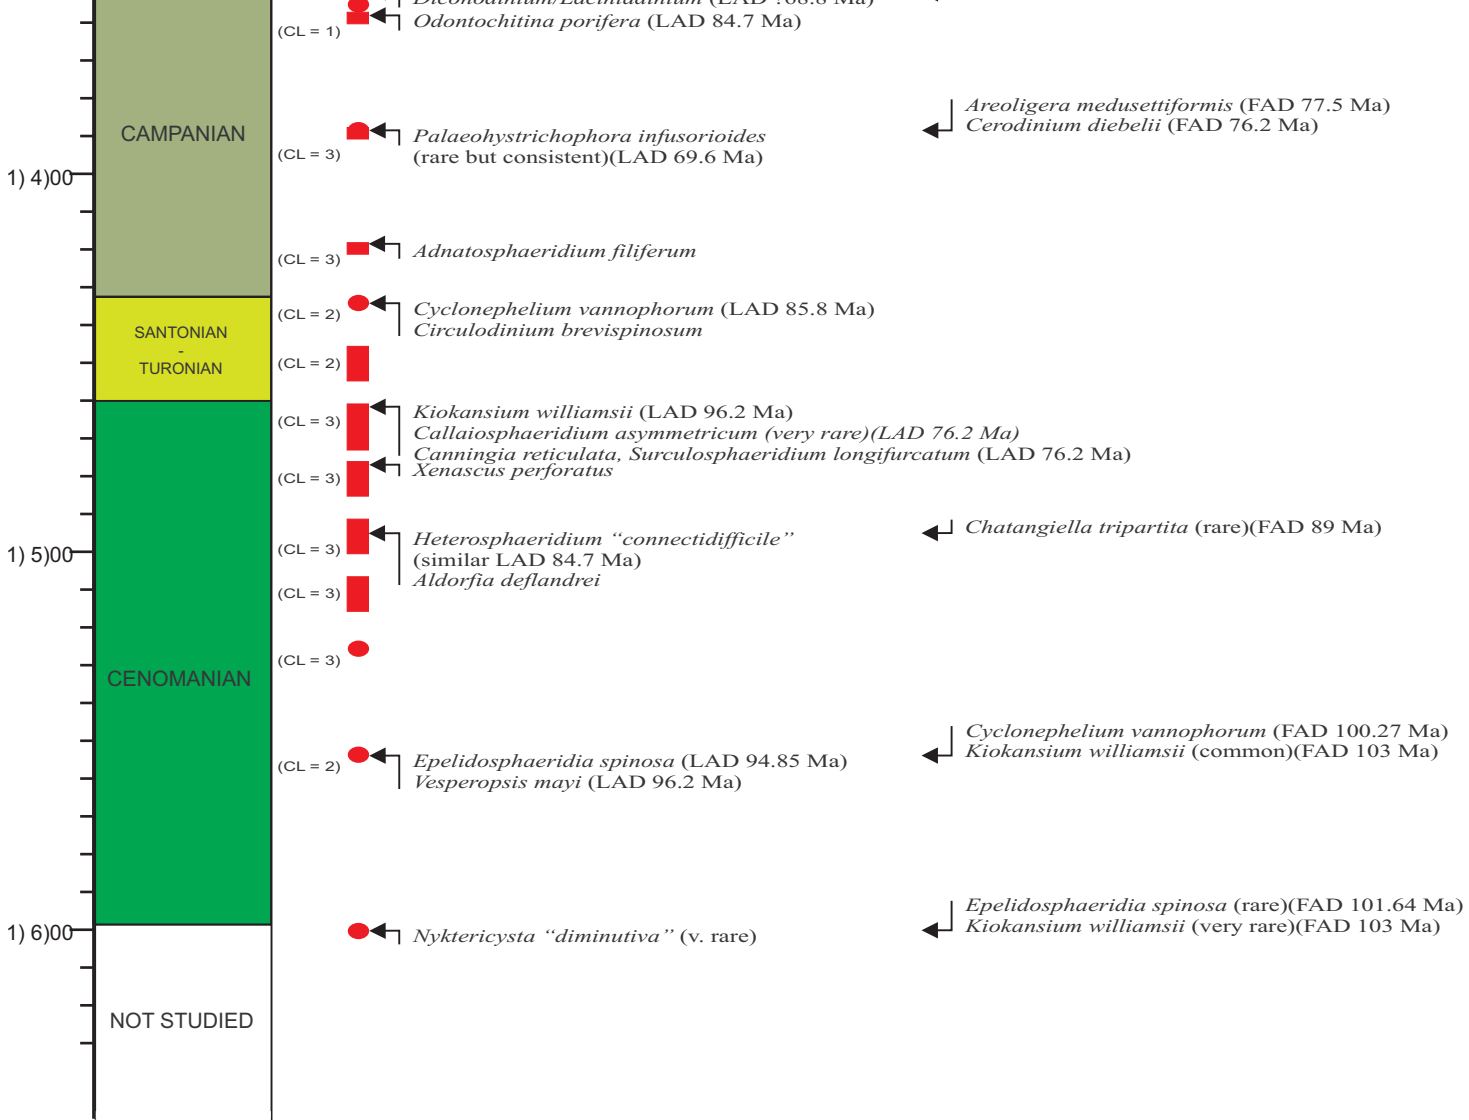 Diconodinium/Laciniadinium (LAD ?68.8 Ma)
(CL = 1)
Odontochitina porifera (LAD 84.7 Ma)
CAMPANIAN
(CL = 3)
Palaeohystrichophora infusorioides
(rare but consistent)(LAD 69.6 Ma)
Areoligera medusettiformis (FAD 77.5 Ma)
Cerodinium diebelii (FAD 76.2 Ma)
1) 4)00
(CL = 3)
Adnatosphaeridium filiferum
(CL = 2)
Cyclonephelium vannophorum (LAD 85.8 Ma)
Circulodinium brevispinosum
SANTONIAN
-
TURONIAN
(CL = 2)
(CL = 3)
Kiokansium williamsii (LAD 96.2 Ma)
Callaiosphaeridium asymmetricum (very rare)(LAD 76.2 Ma)
Canningia reticulata, Surculosphaeridium longifurcatum (LAD 76.2 Ma)
(CL = 3)
Xenascus perforatus
1) 5)00
(CL = 3)
Heterosphaeridium “connectidifficile”
(similar LAD 84.7 Ma)
Aldorfia deflandrei
Chatangiella tripartita (rare)(FAD 89 Ma)
(CL = 3)
(CL = 3)
CENOMANIAN
(CL = 2)
Epelidosphaeridia spinosa (LAD 94.85 Ma)
Vesperopsis mayi (LAD 96.2 Ma)
Cyclonephelium vannophorum (FAD 100.27 Ma)
Kiokansium williamsii (common)(FAD 103 Ma)
1) 6)00
Nyktericysta “diminutiva” (v. rare)
Epelidosphaeridia spinosa (rare)(FAD 101.64 Ma)
Kiokansium williamsii (very rare)(FAD 103 Ma)
NOT STUDIED